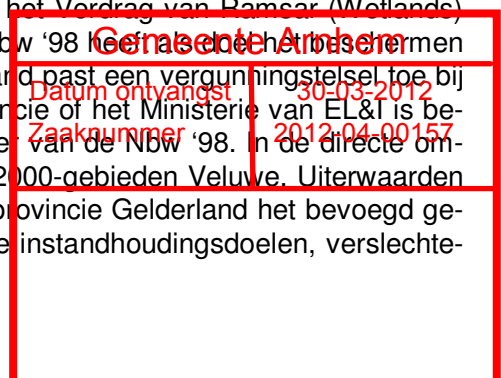 het Verdrag van Ramsar (Wetlands)
bw ‘98 heeft als doel het beschermen
Gemeente Arnhem
nd past een vergunningstelsel toe bij
Datum ontvangst 30-03-2012
ncie of het Ministerie van EL&I is be-
Zaaknummer 2012-04-00157
er van de Nbw ‘98. In de directe om-
2000-gebieden Veluwe, Uiterwaarden
provincie Gelderland het bevoegd ge-
e instandhoudingsdoelen, verslechte-